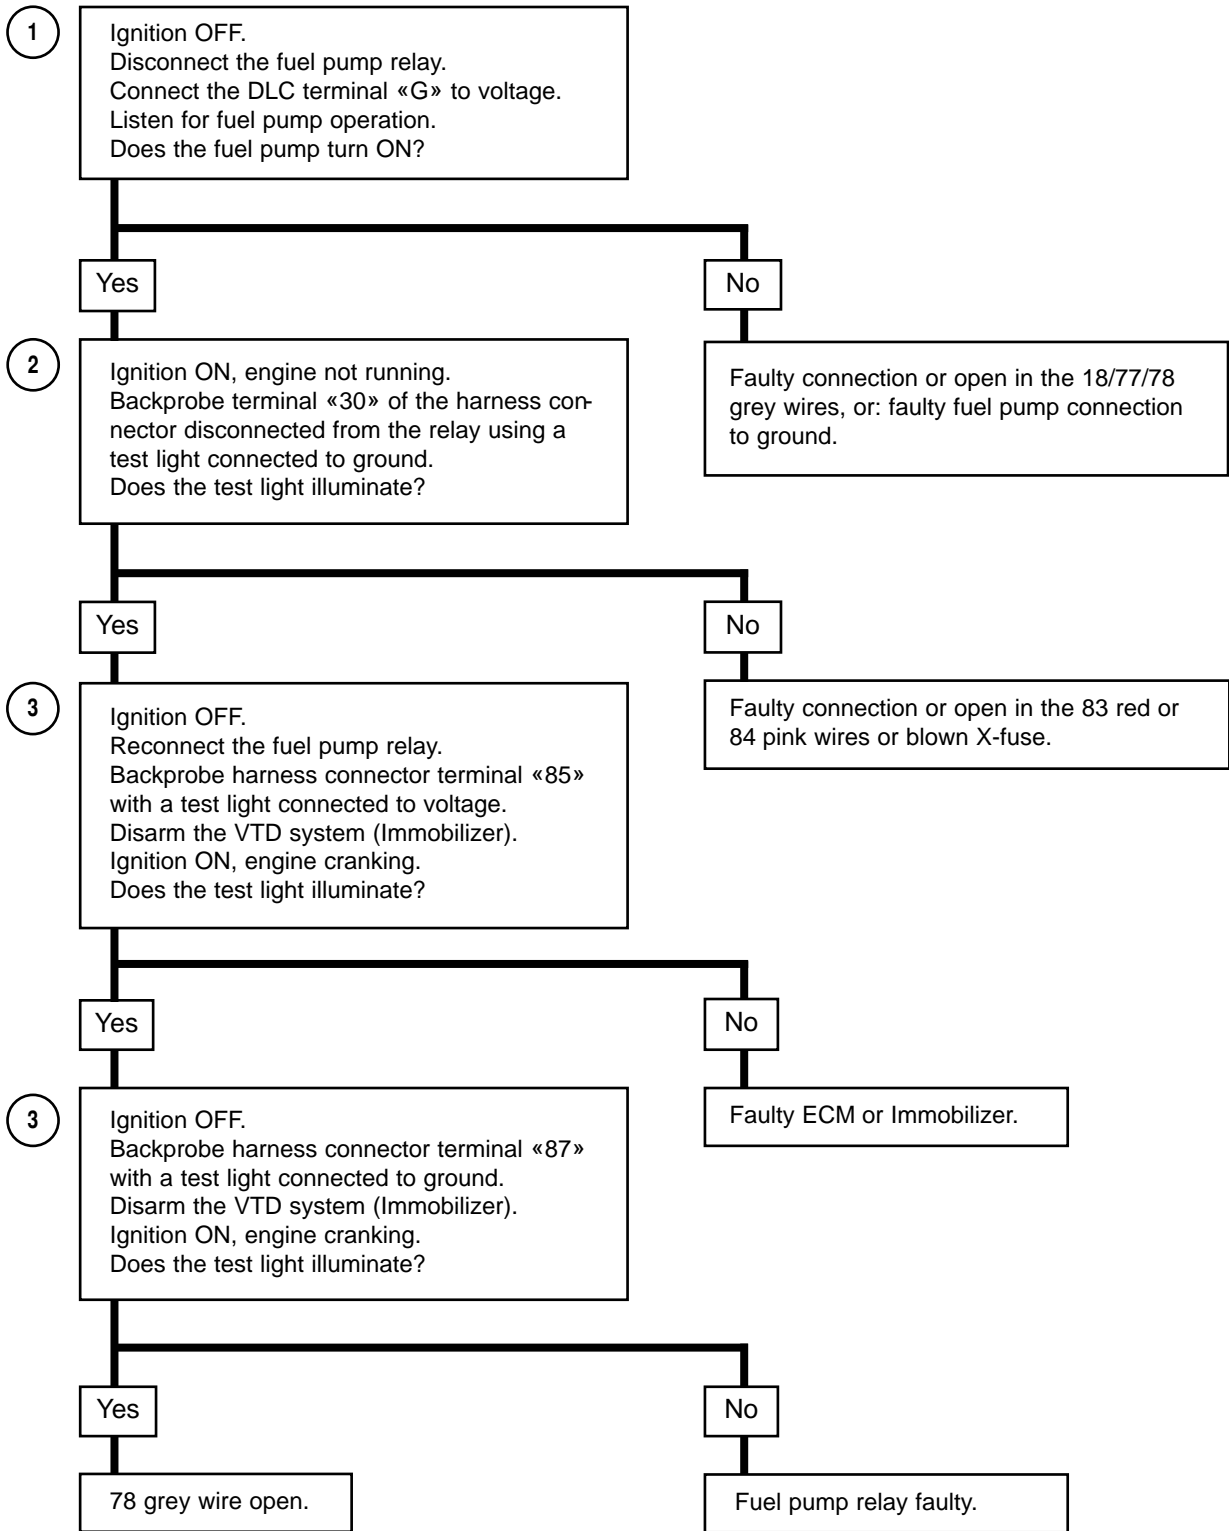 1
Ignition OFF.
Disconnect the fuel pump relay.
Connect the DLC terminal «G» to voltage.
Listen for fuel pump operation.
Does the fuel pump turn ON?
Yes
No
2
Ignition ON, engine not running.
Backprobe terminal «30» of the harness con-
nector disconnected from the relay using a
test light connected to ground.
Does the test light illuminate?
Faulty connection or open in the 18/77/78
grey wires, or: faulty fuel pump connection
to ground.
Yes
No
3
Ignition OFF.
Reconnect the fuel pump relay.
Backprobe harness connector terminal «85»
with a test light connected to voltage.
Disarm the VTD system (Immobilizer).
Ignition ON, engine cranking.
Does the test light illuminate?
Faulty connection or open in the 83 red or
84 pink wires or blown X-fuse.
Yes
No
3
Ignition OFF.
Backprobe harness connector terminal «87»
with a test light connected to ground.
Disarm the VTD system (Immobilizer).
Ignition ON, engine cranking.
Does the test light illuminate?
Faulty ECM or Immobilizer.
Yes
No
78 grey wire open.
Fuel pump relay faulty.